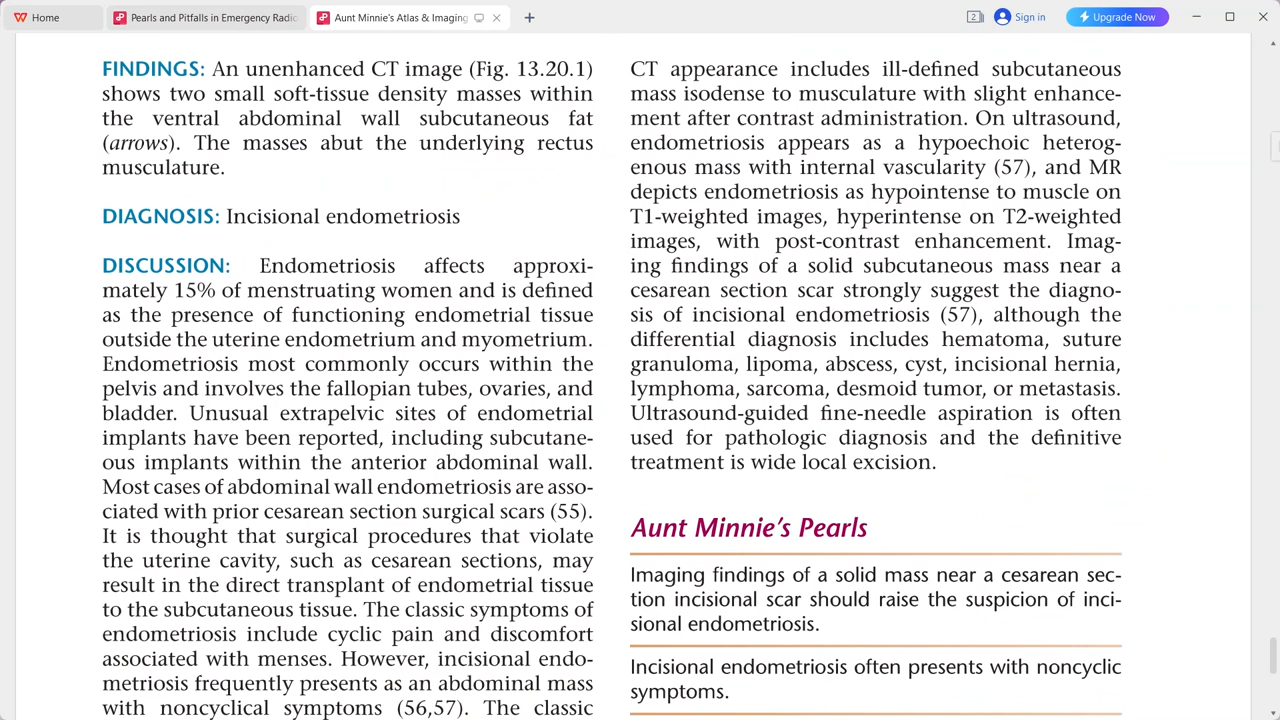 Home
Pearls and Pitfalls in Emergency Radio
Aunt Minnie's Atlas & Imaging
2
Sign in
Upgrade Now
FINDINGS: An unenhanced CT image (Fig. 13.20.1)
shows two small soft-tissue density masses within
the ventral abdominal wall subcutaneous fat
(arrows). The masses abut the underlying rectus
musculature.
DIAGNOSIS: Incisional endometriosis
DISCUSSION: Endometriosis affects approxi-
mately 15% of menstruating women and is defined
as the presence of functioning endometrial tissue
outside the uterine endometrium and myometrium.
Endometriosis most commonly occurs within the
pelvis and involves the fallopian tubes, ovaries, and
bladder. Unusual extrapelvic sites of endometrial
implants have been reported, including subcutane-
ous implants within the anterior abdominal wall.
Most cases of abdominal wall endometriosis are asso-
ciated with prior cesarean section surgical scars (55).
It is thought that surgical procedures that violate
the uterine cavity, such as cesarean sections, may
result in the direct transplant of endometrial tissue
to the subcutaneous tissue. The classic symptoms of
endometriosis include cyclic pain and discomfort
associated with menses. However, incisional endo-
metriosis frequently presents as an abdominal mass
with noncyclical symptoms (56,57). The classic
CT appearance includes ill-defined subcutaneous
mass isodense to musculature with slight enhance-
ment after contrast administration. On ultrasound,
endometriosis appears as a hypoechoic heterog-
enous mass with internal vascularity (57), and MR
depicts endometriosis as hypointense to muscle on
T1-weighted images, hyperintense on T2-weighted
images, with post-contrast enhancement. Imag-
ing findings of a solid subcutaneous mass near a
cesarean section scar strongly suggest the diagno-
sis of incisional endometriosis (57), although the
differential diagnosis includes hematoma, suture
granuloma, lipoma, abscess, cyst, incisional hernia,
lymphoma, sarcoma, desmoid tumor, or metastasis.
Ultrasound-guided fine-needle aspiration is often
used for pathologic diagnosis and the definitive
treatment is wide local excision.
Aunt Minnie's Pearls
Imaging findings of a solid mass near a cesarean sec-
tion incisional scar should raise the suspicion of inci-
sional endometriosis.
Incisional endometriosis often presents with noncyclic
symptoms.